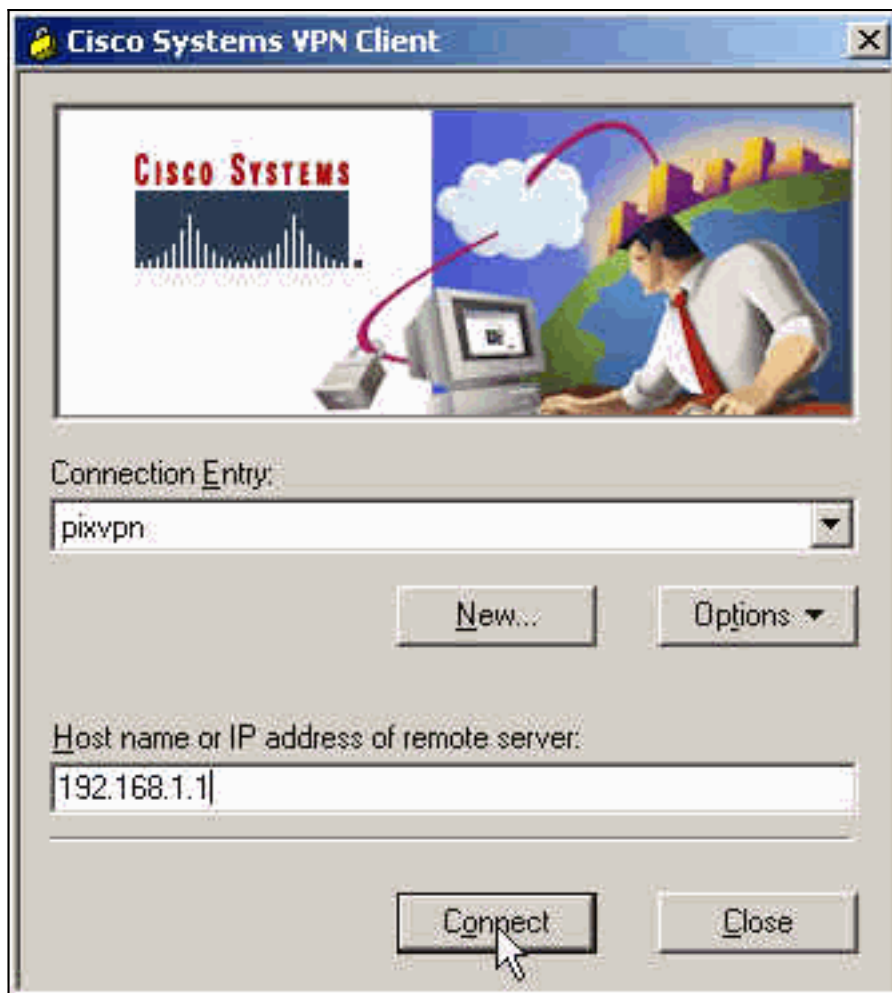 Cisco Systems VPN Client
CISCO SYSTEMS
Connection Entry:
pixvpn
New...
Options
Host name or IP address of remote server:
192.168.1.1
Connect
Close